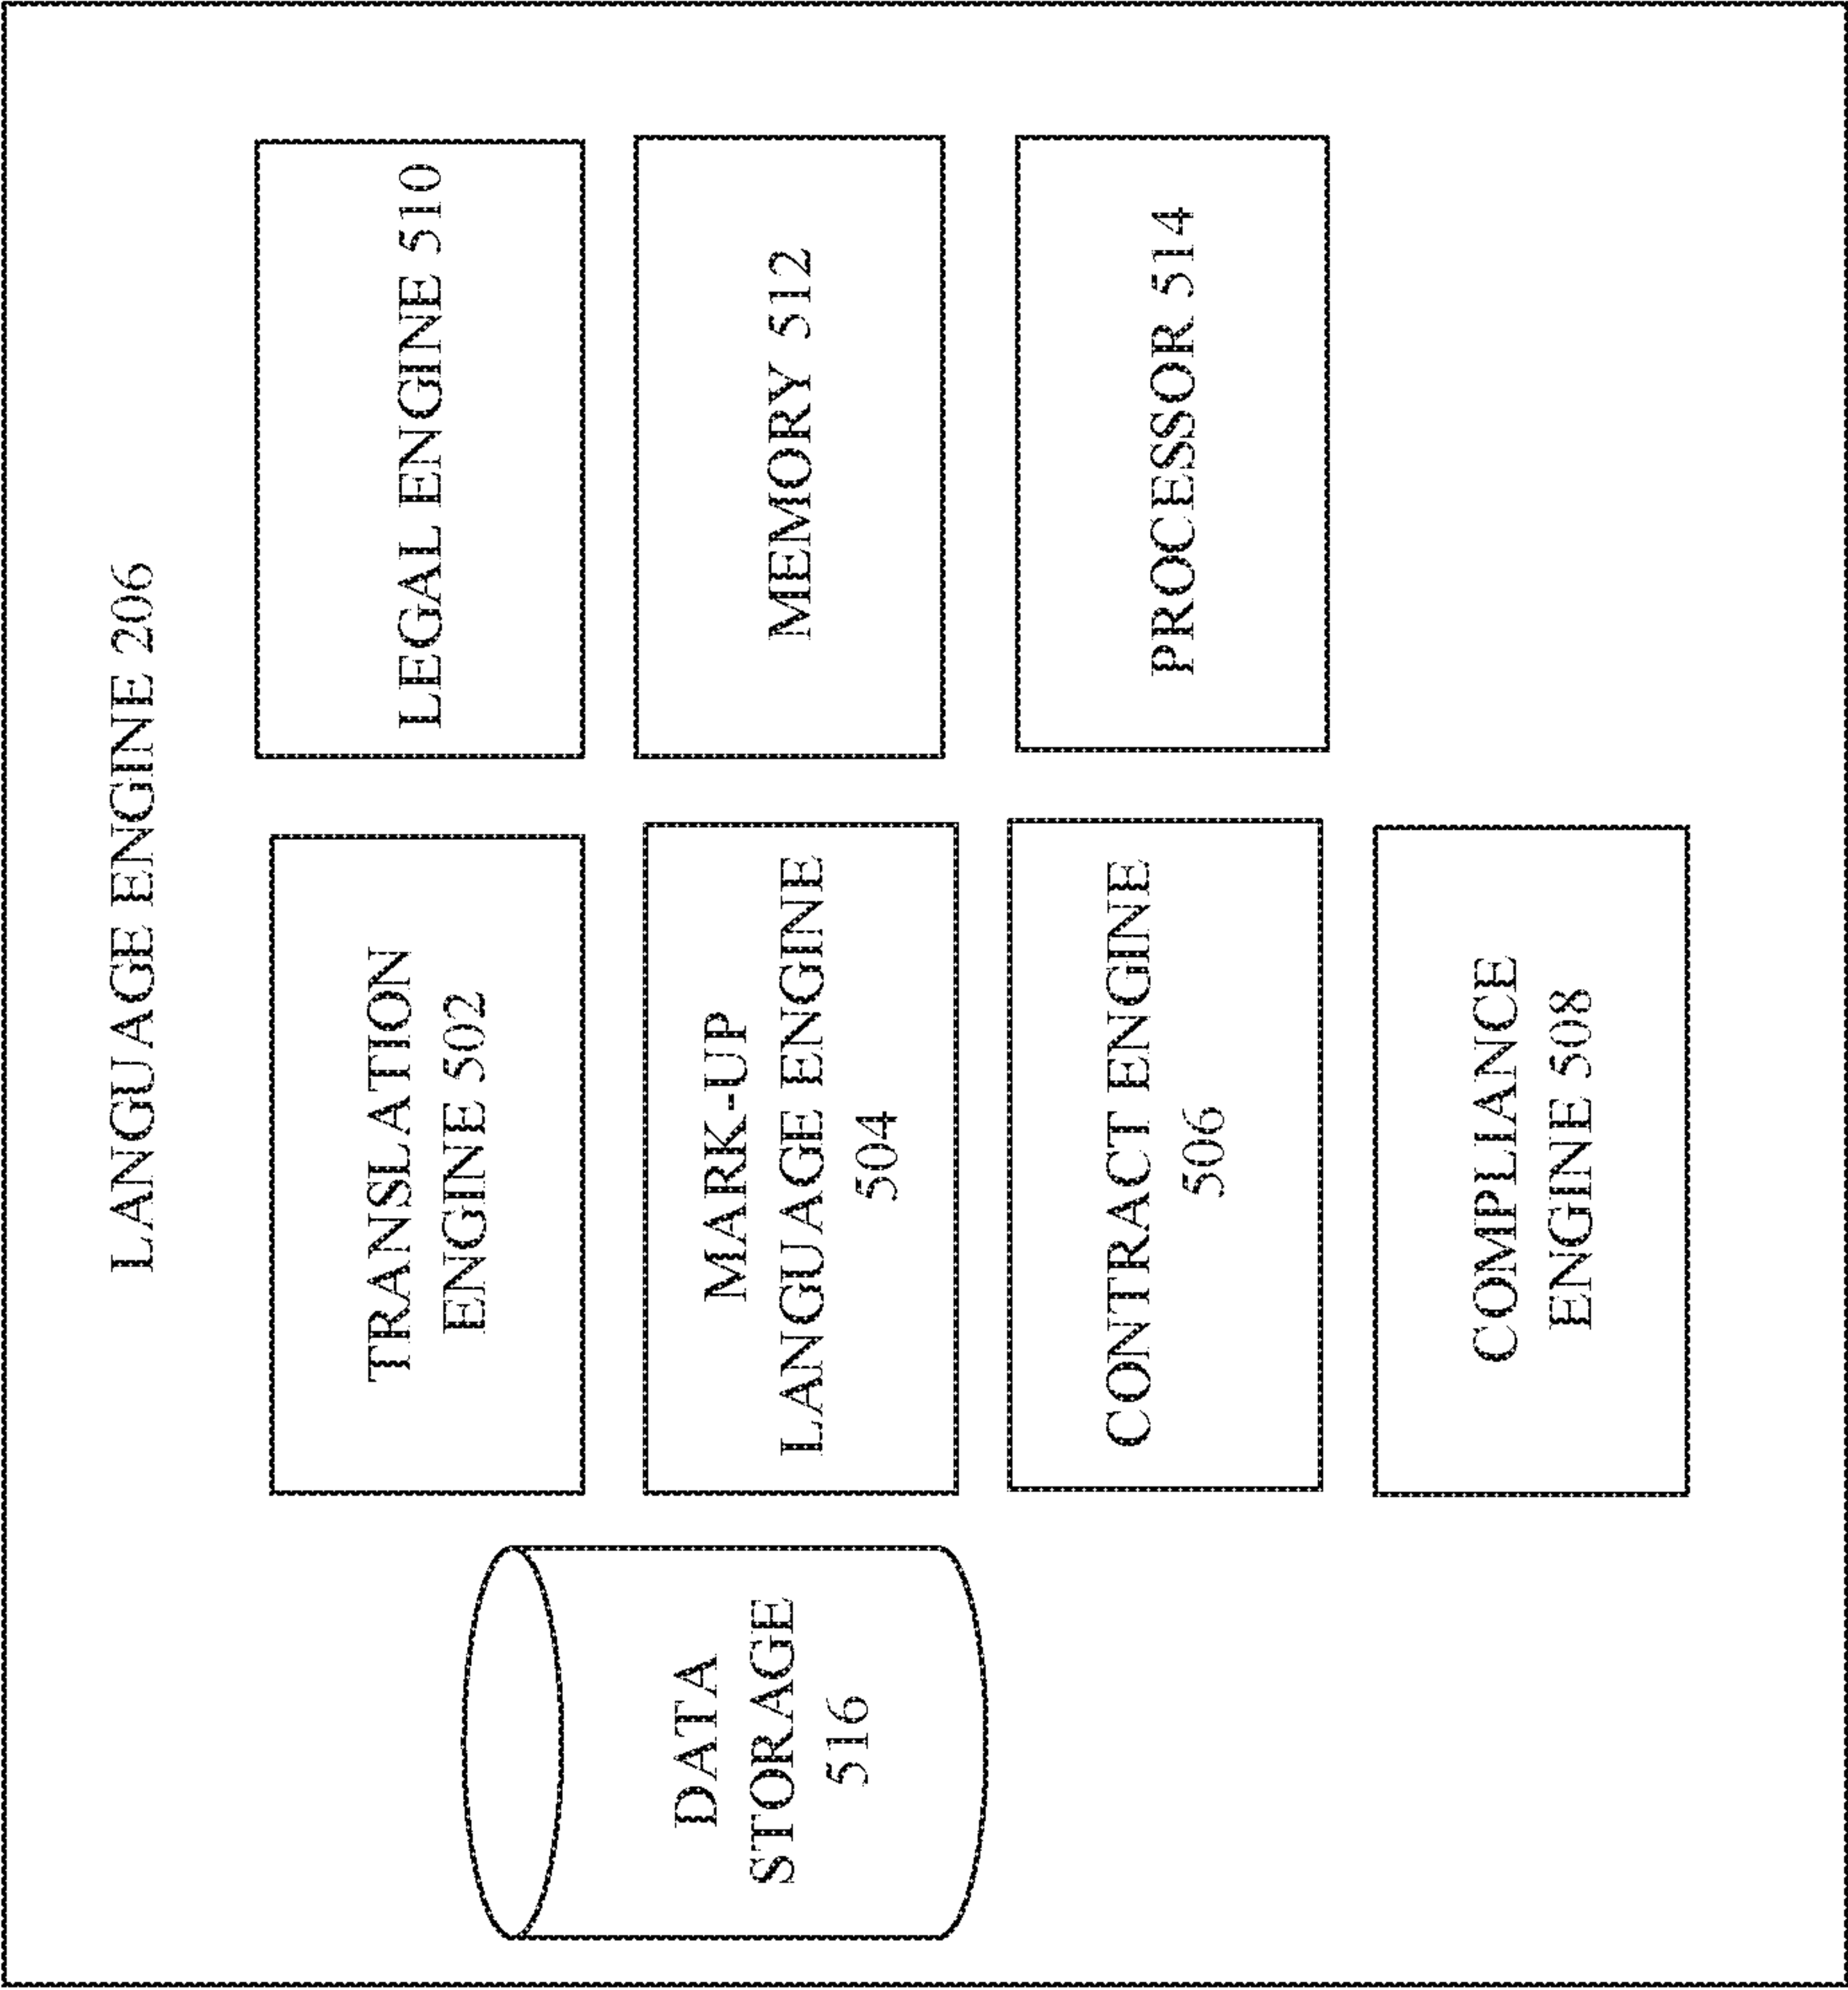 LANGUAGE ENGINE 206
DATA
STORAGE
516
TRANSLATION
ENGINE 502
MARK-UP
LANGUAGE ENGINE
504
CONTRACT ENGINE
506
COMPLIANCE
ENGINE 508
LEGAL ENGINE 510
MEMORY 512
PROCESSOR 514